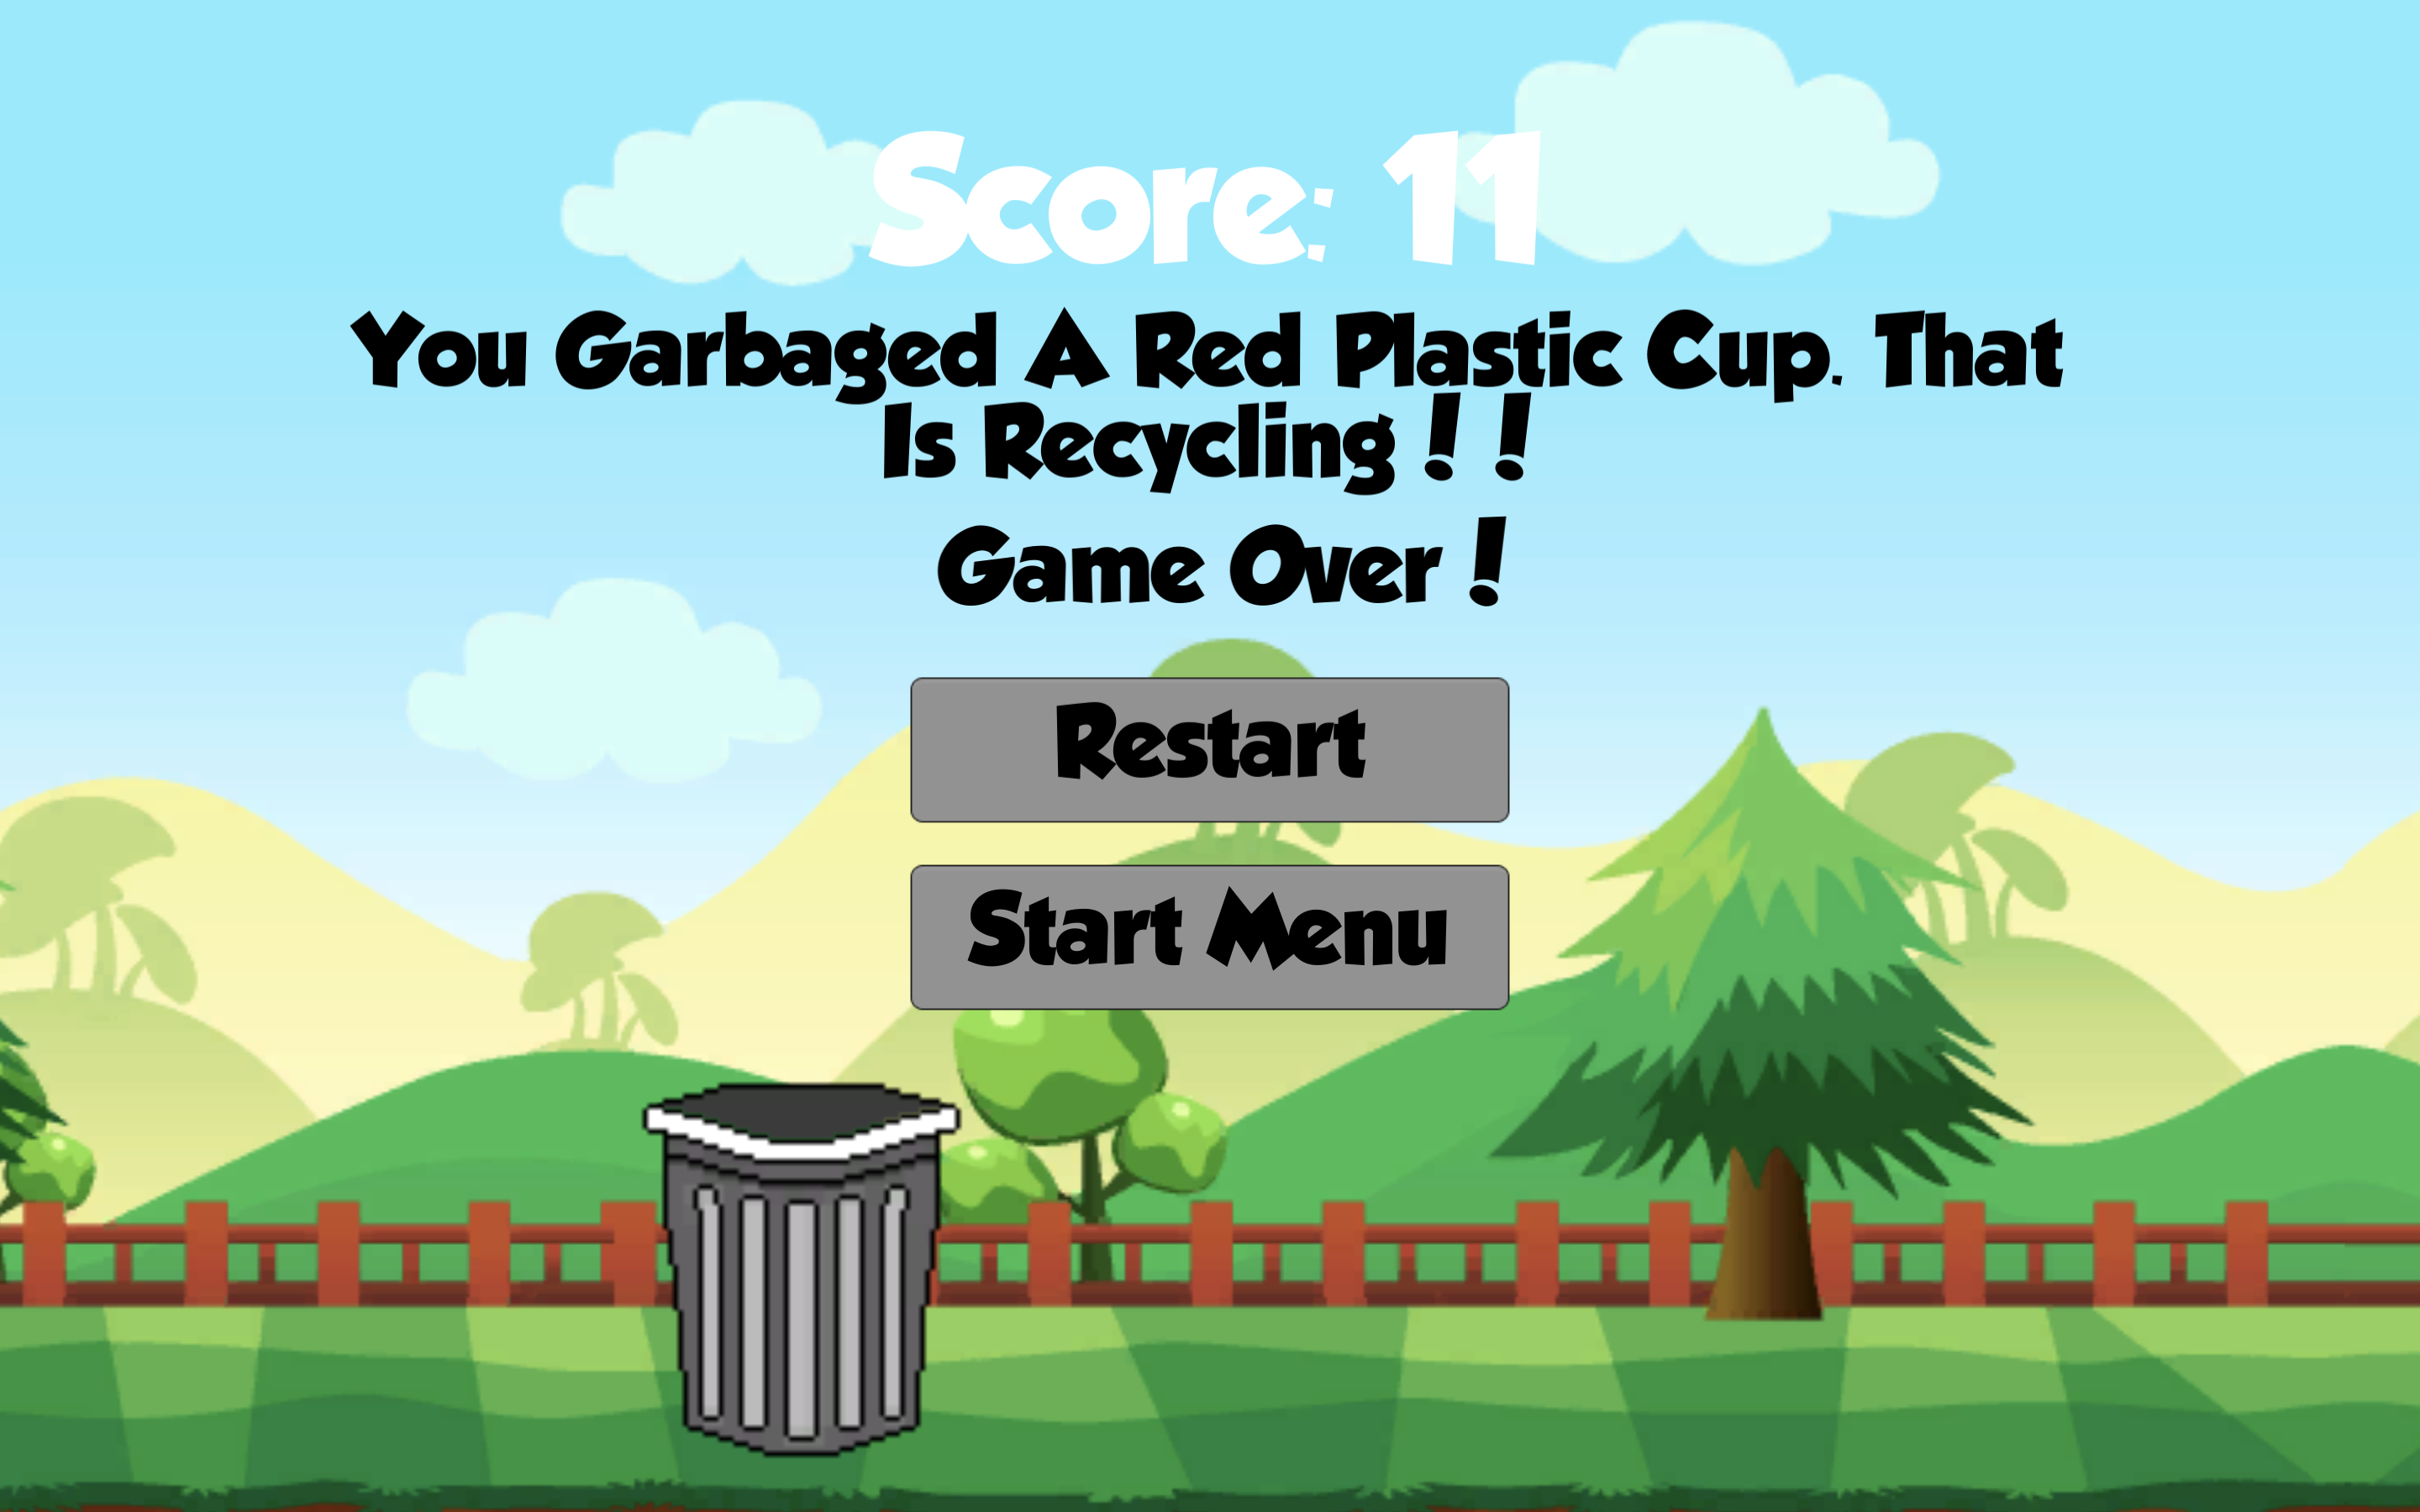 Score: 11
You Garbaged A Red Plastic Cup. That
Is Recycling!!
Game Over!
Restart
Start Menu